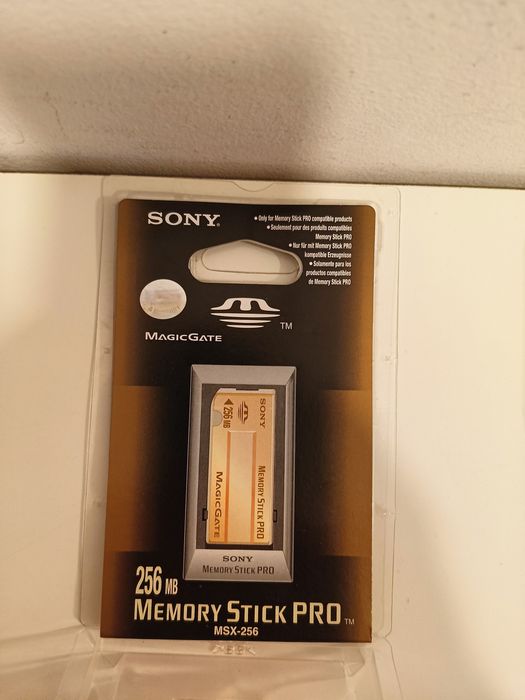 SONY®
• Only for Memory Stick PRO compatible products
• Seulement pour des produits compatibles
Memory Stick PRO
• Nur für mit Memory Stick PRO
kompatible Erzeugnisse
• Solamente para los
productos compatibles
de Memory Stick PRO
TM
MAGICGATE
SONY
256 MB
MEMORY STICK PRO
MAGICGATE
SONY
MEMORY STICK PRO
256 MB
MEMORY STICK PRO TM
MSX-256